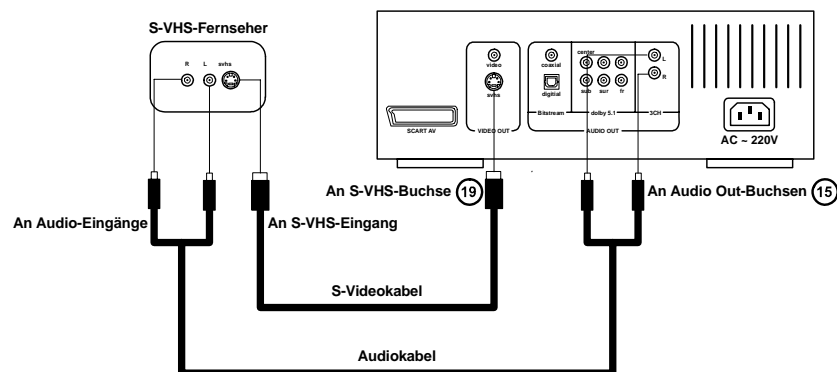 S-VHS-Fernseher
R L svhs
video
svhs
VIDEO OUT
SCART AV
coaxial
digitial
Bitstream
center
sub sur fr
dolby 5.1
L
R
3CH
AUDIO OUT
AC ~ 220V
An Audio-Eingänge
An S-VHS-Eingang
An S-VHS-Buchse 19
An Audio Out-Buchsen 15
S-Videokabel
Audiokabel